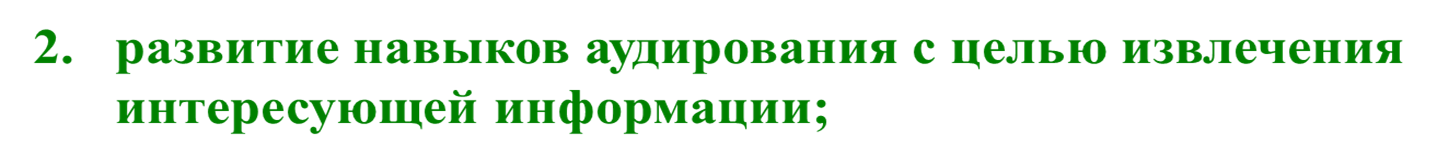 2. развитие навыков аудирования с целью извлечения
интересующей информации;